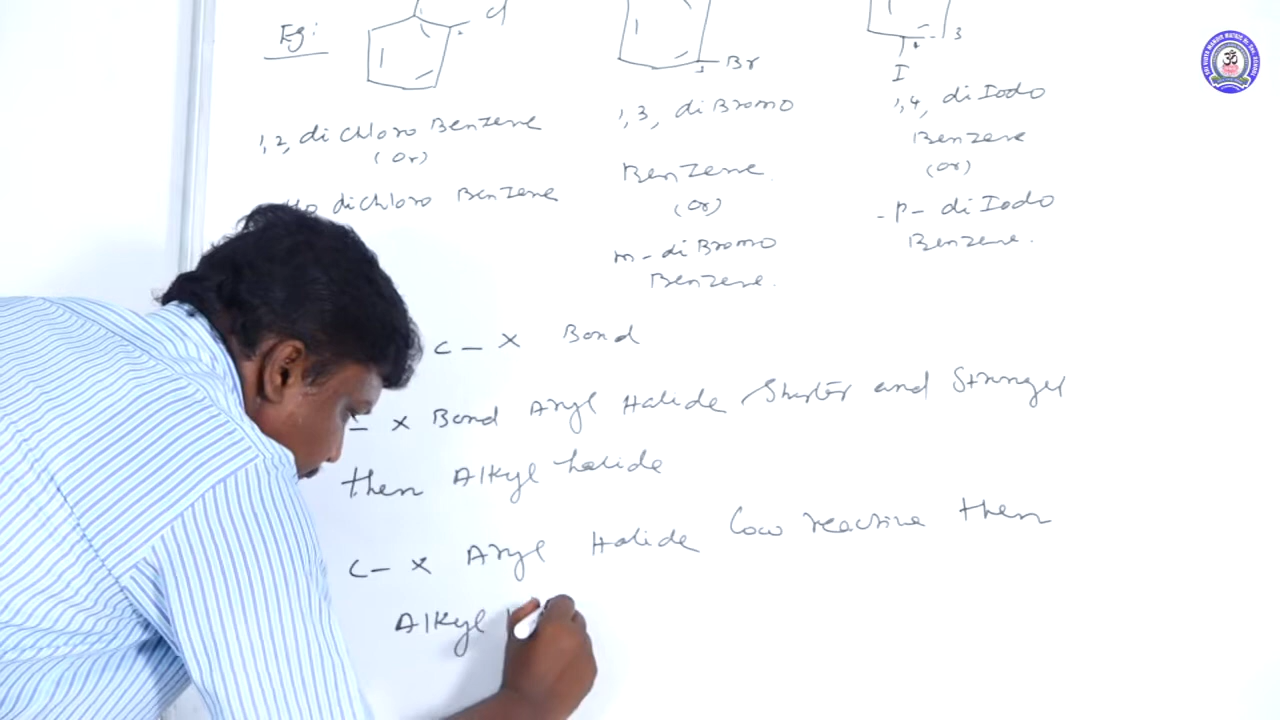 Eg:
Cl
Br
3
I
3
1,2, di chloro Benzene
(or)
dichloro Benzene
1,3, di Bromo
Benzene
(or)
m- di Bromo
Benzene.
1,4, di Iodo
Benzene
(or)
-p- di Iodo
Benzene.
C - X Bond
- X Bond Aryl Halide Shorter and Stronger
then Alkyl halide
C - X Aryl Halide low reactive then
Alkyl